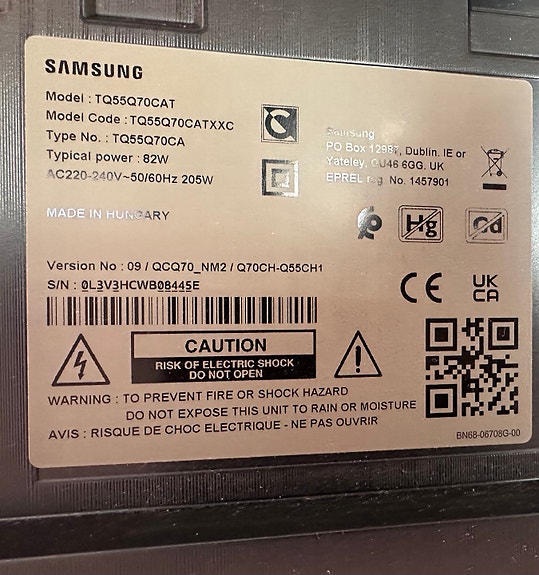 SAMSUNG
Model : TQ55Q70CAT
Model Code : TQ55Q70CATXXC
Type No. : TQ55Q70CA
Typical power : 82W
AC220-240V~50/60Hz 205W
MADE IN HUNGARY
Samsung
PO Box 12987, Dublin. IE or
Yateley, GU46 6GG. UK
EPREL reg. No. 1457901
Hg
Cd
Version No : 09 / QCQ70_NM2 / Q70CH-Q55CH1
S/N : 0L3V3HCWB08445E
CE
UK
CA
CAUTION
RISK OF ELECTRIC SHOCK
DO NOT OPEN
WARNING : TO PREVENT FIRE OR SHOCK HAZARD
DO NOT EXPOSE THIS UNIT TO RAIN OR MOISTURE
AVIS : RISQUE DE CHOC ELECTRIQUE - NE PAS OUVRIR
BN68-06708G-00